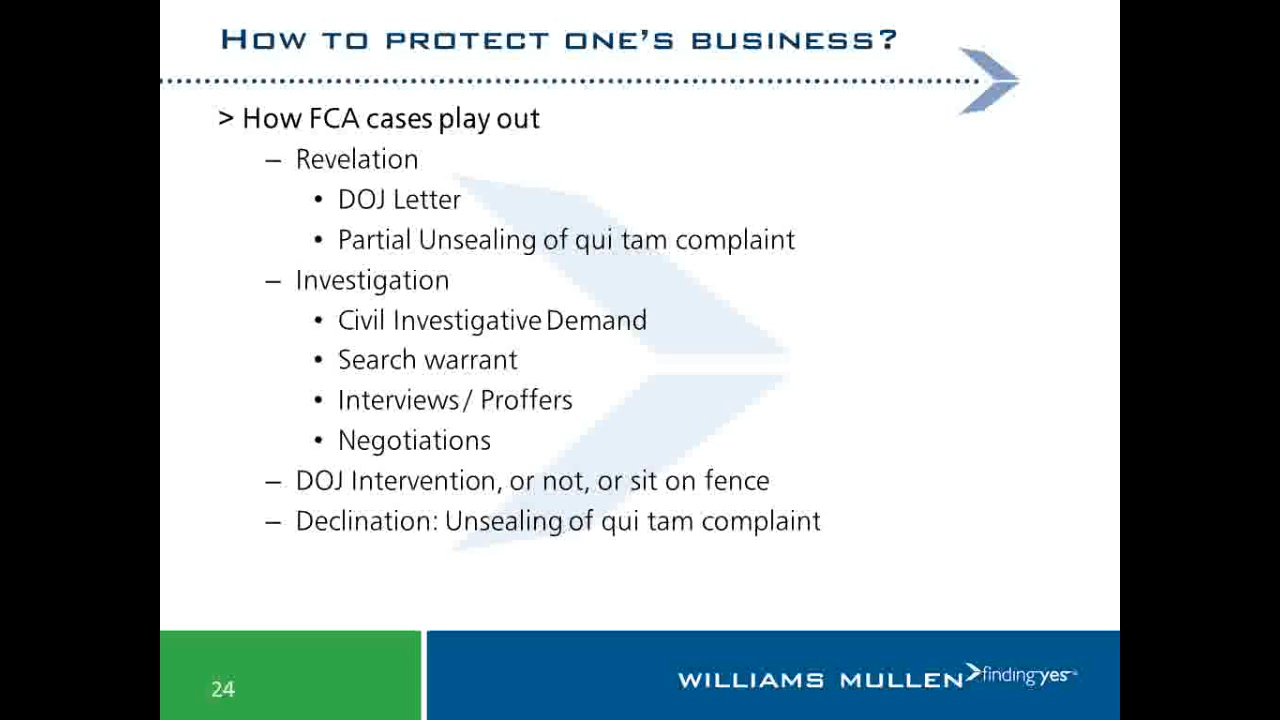 HOW TO PROTECT ONE'S BUSINESS?
> How FCA cases play out
– Revelation
• DOJ Letter
• Partial Unsealing of qui tam complaint
– Investigation
• Civil Investigative Demand
• Search warrant
• Interviews / Proffers
• Negotiations
– DOJ Intervention, or not, or sit on fence
– Declination: Unsealing of qui tam complaint
24
WILLIAMS MULLEN finding yes™